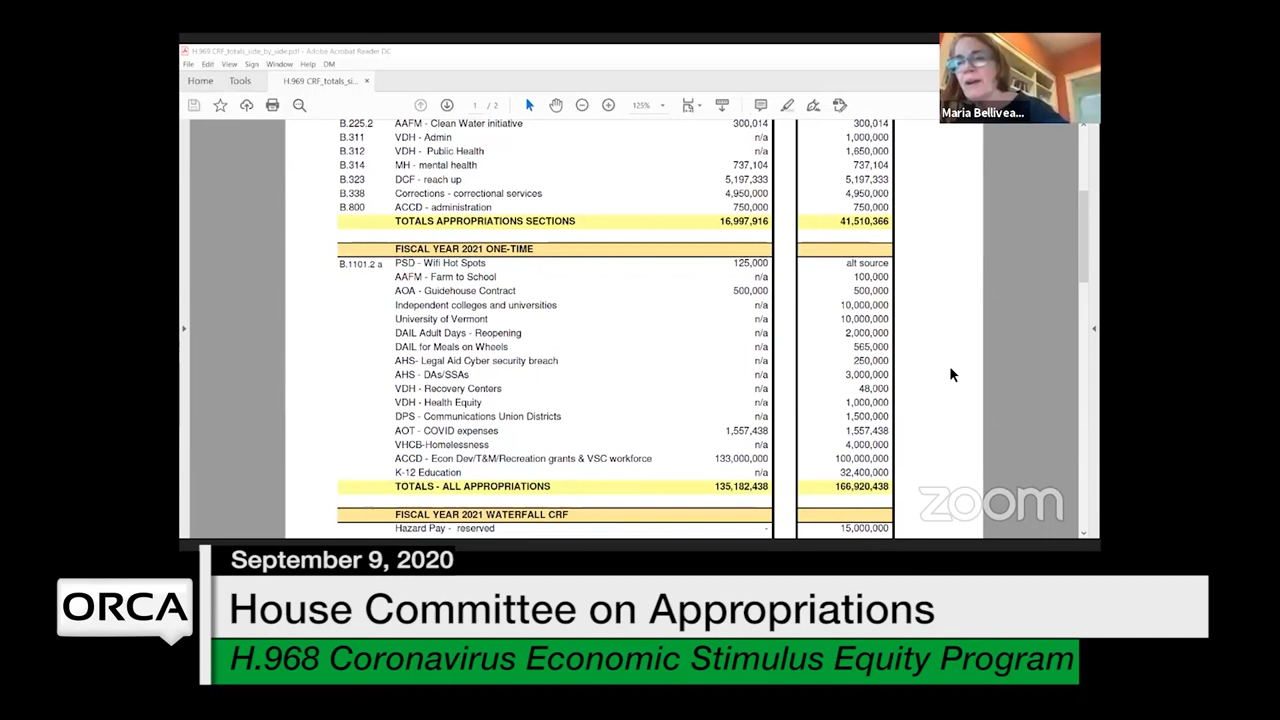 H.969 CRF_totals_side_by_side.pdf - Adobe Acrobat Reader DC
File Edit View Sign Window Help DM
Home Tools H.969 CRF_totals_si... ×
1 / 2 125%
Maria Bellivea...
B.225.2 AAFM - Clean Water initiative 300,014 300,014
B.311 VDH - Admin n/a 1,000,000
B.312 VDH - Public Health n/a 1,650,000
B.314 MH - mental health 737,104 737,104
B.323 DCF - reach up 5,197,333 5,197,333
B.338 Corrections - correctional services 4,950,000 4,950,000
B.800 ACCD - administration 750,000 750,000
TOTALS APPROPRIATIONS SECTIONS 16,997,916 41,510,366
FISCAL YEAR 2021 ONE-TIME
B.1101.2 a PSD - Wifi Hot Spots 125,000 alt source
AAFM - Farm to School n/a 100,000
AOA - Guidehouse Contract 500,000 500,000
Independent colleges and universities n/a 10,000,000
University of Vermont n/a 10,000,000
DAIL Adult Days - Reopening n/a 2,000,000
DAIL for Meals on Wheels n/a 565,000
AHS- Legal Aid Cyber security breach n/a 250,000
AHS - DAs/SSAs n/a 3,000,000
VDH - Recovery Centers n/a 48,000
VDH - Health Equity n/a 1,000,000
DPS - Communications Union Districts n/a 1,500,000
AOT - COVID expenses 1,557,438 1,557,438
VHCB-Homelessness n/a 4,000,000
ACCD - Econ Dev/T&M/Recreation grants & VSC workforce 133,000,000 100,000,000
K-12 Education n/a 32,400,000
TOTALS - ALL APPROPRIATIONS 135,182,438 166,920,438
FISCAL YEAR 2021 WATERFALL CRF
Hazard Pay - reserved - 15,000,000
zoom
September 9, 2020
ORCA
House Committee on Appropriations
H.968 Coronavirus Economic Stimulus Equity Program